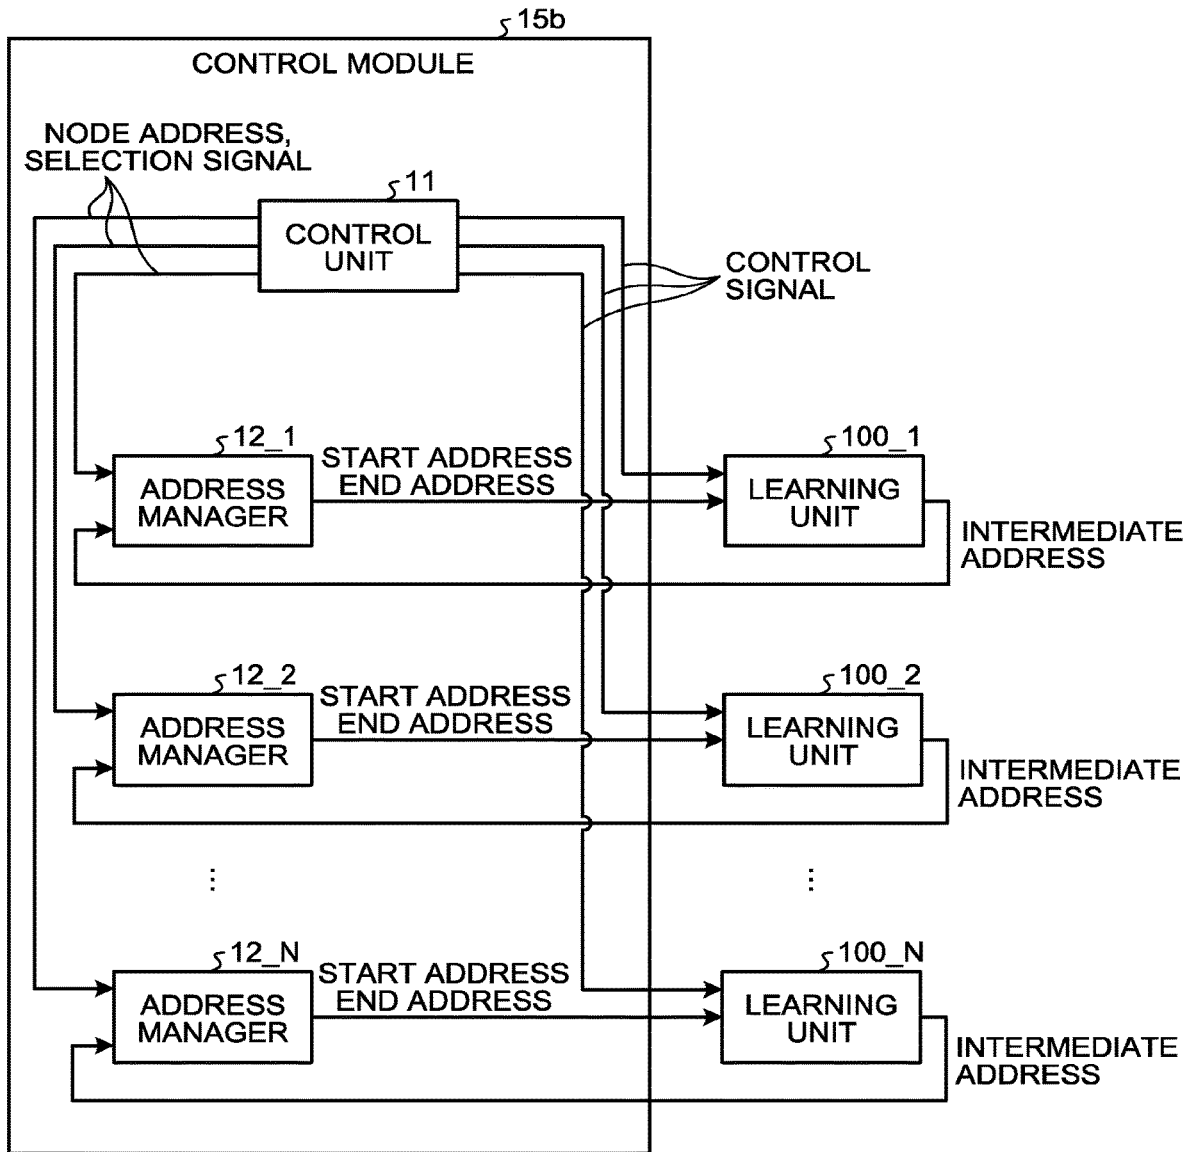 15b
CONTROL MODULE
NODE ADDRESS,
SELECTION SIGNAL
11
CONTROL
UNIT
CONTROL
SIGNAL
12_1
START ADDRESS
END ADDRESS
100_1
ADDRESS
MANAGER
LEARNING
UNIT
INTERMEDIATE
ADDRESS
12_2
START ADDRESS
END ADDRESS
100_2
ADDRESS
MANAGER
LEARNING
UNIT
INTERMEDIATE
ADDRESS
⋮
⋮
12_N
START ADDRESS
END ADDRESS
100_N
ADDRESS
MANAGER
LEARNING
UNIT
INTERMEDIATE
ADDRESS